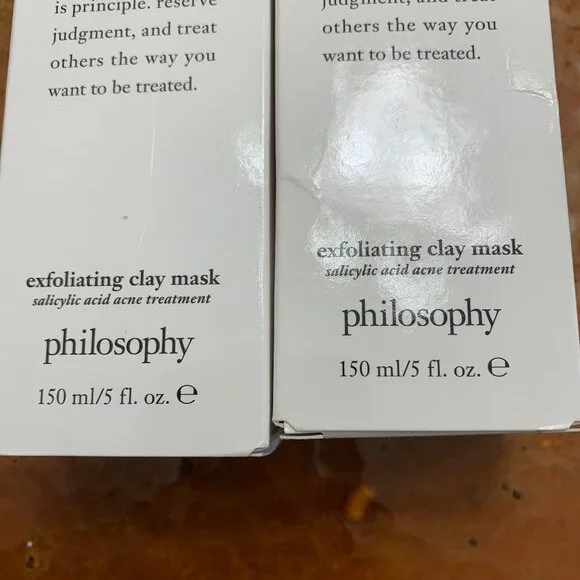 is principle. reserve
judgment, and treat
others the way you
want to be treated.
exfoliating clay mask
salicylic acid acne treatment
philosophy
150 ml/5 fl. oz. ℮
judgment, and treat
others the way you
want to be treated.
exfoliating clay mask
salicylic acid acne treatment
philosophy
150 ml/5 fl. oz. ℮